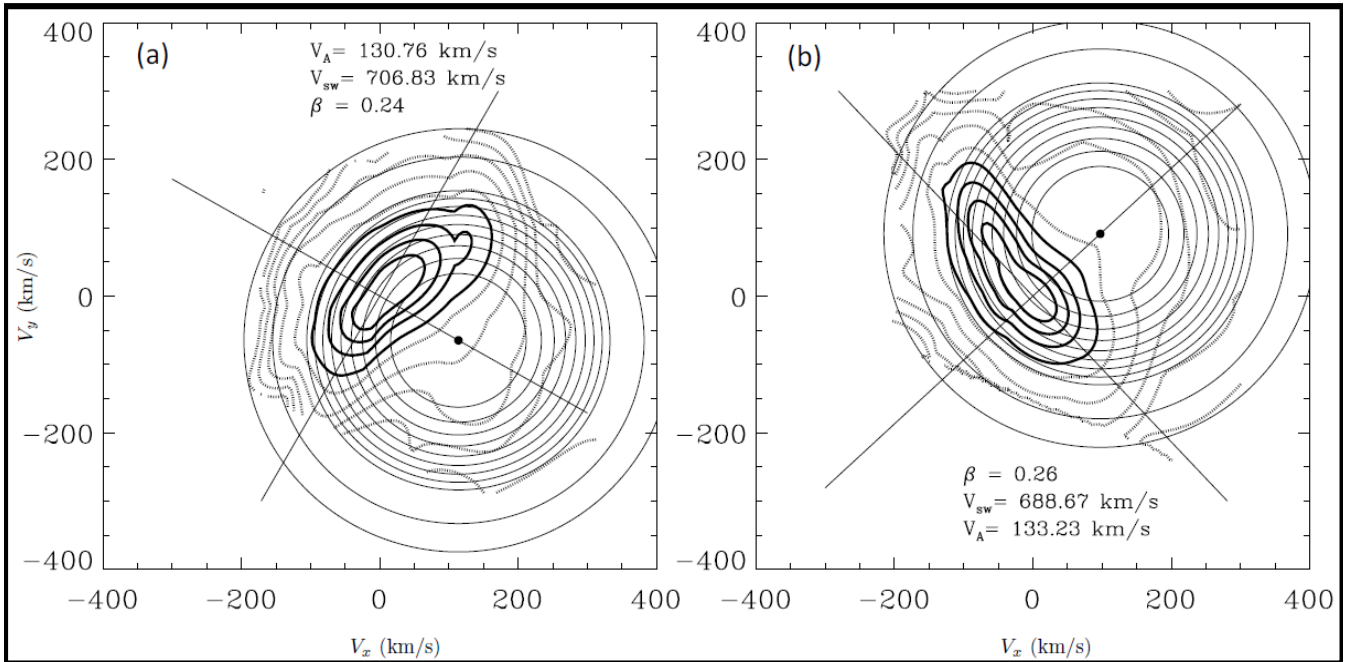 (a)
V_A= 130.76 km/s
V_sw= 706.83 km/s
β = 0.24
400
200
0
−200
−400
V_y (km/s)
−400 −200 0 200 400
V_x (km/s)
(b)
400
200
0
−200
−400
β = 0.26
V_sw= 688.67 km/s
V_A= 133.23 km/s
−400 −200 0 200 400
V_x (km/s)